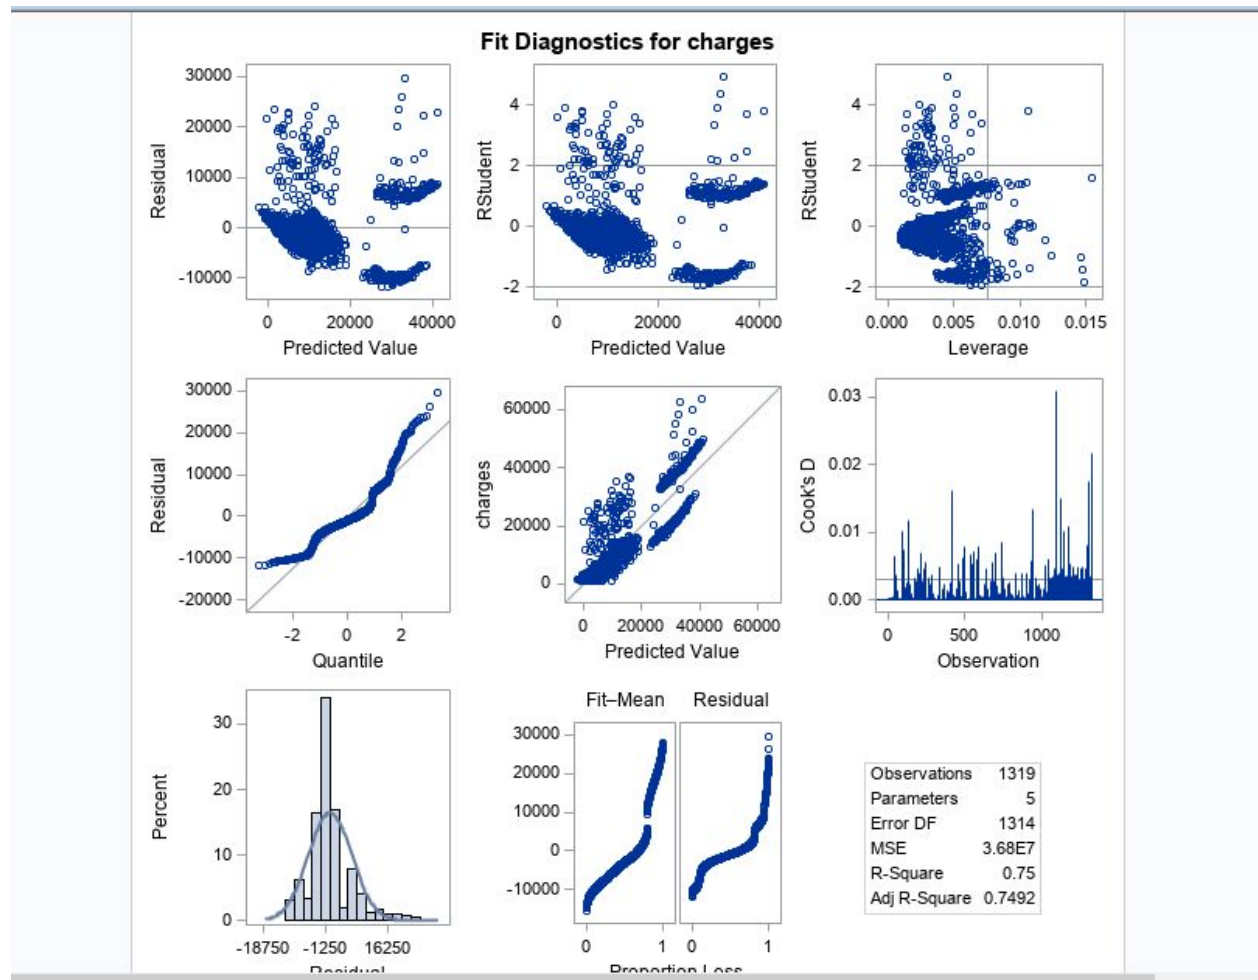 Fit Diagnostics for charges
30000
20000
10000
0
-10000
Residual
0 20000 40000
Predicted Value
4
2
0
-2
RStudent
0 20000 40000
Predicted Value
4
2
0
-2
RStudent
0.000 0.005 0.010 0.015
Leverage
30000
20000
10000
0
-10000
-20000
Residual
-2 0 2
Quantile
60000
40000
20000
0
charges
0 20000 40000 60000
Predicted Value
0.03
0.02
0.01
0.00
Cook's D
0 500 1000
Observation
30
20
10
0
Percent
-18750 -1250 16250
Residual
Fit–Mean Residual
30000
20000
10000
0
-10000
0 1 0 1
Proportion Less
Observations 1319
Parameters 5
Error DF 1314
MSE 3.68E7
R-Square 0.75
Adj R-Square 0.7492